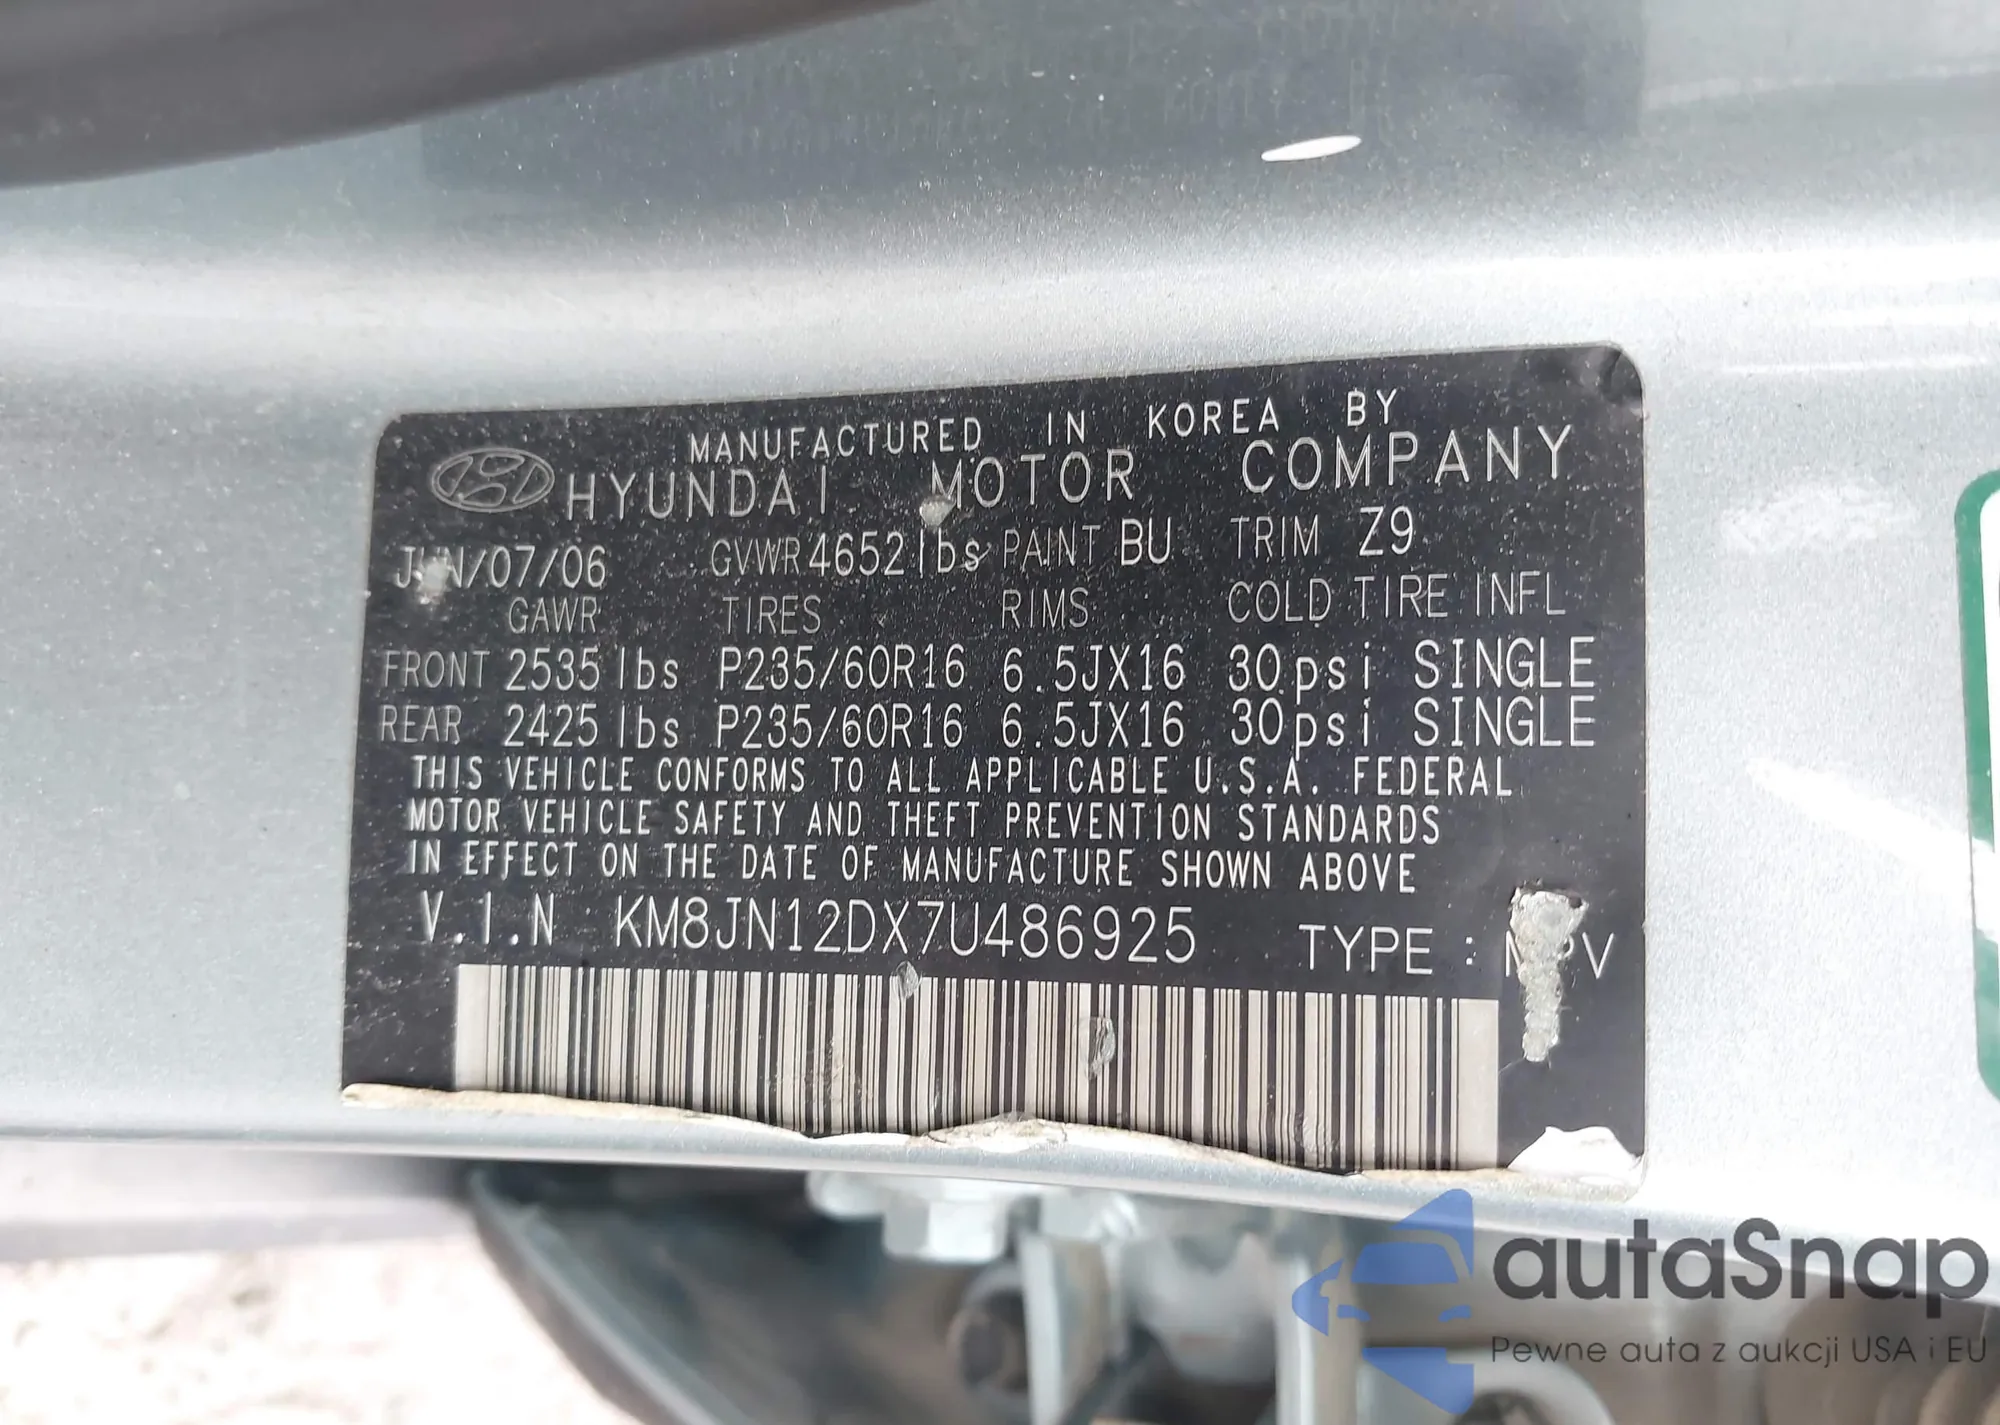 MANUFACTURED IN KOREA BY
HYUNDAI MOTOR COMPANY
JUN/07/06 GVWR 4652lbs PAINT BU TRIM Z9
GAWR TIRES RIMS COLD TIRE INFL
FRONT 2535 lbs P235/60R16 6.5JX16 30psi SINGLE
REAR 2425 lbs P235/60R16 6.5JX16 30psi SINGLE
THIS VEHICLE CONFORMS TO ALL APPLICABLE U.S.A. FEDERAL
MOTOR VEHICLE SAFETY AND THEFT PREVENTION STANDARDS
IN EFFECT ON THE DATE OF MANUFACTURE SHOWN ABOVE
V.I.N KM8JN12DX7U486925 TYPE : MPV
autaSnap
Pewne auta z aukcji USA i EU